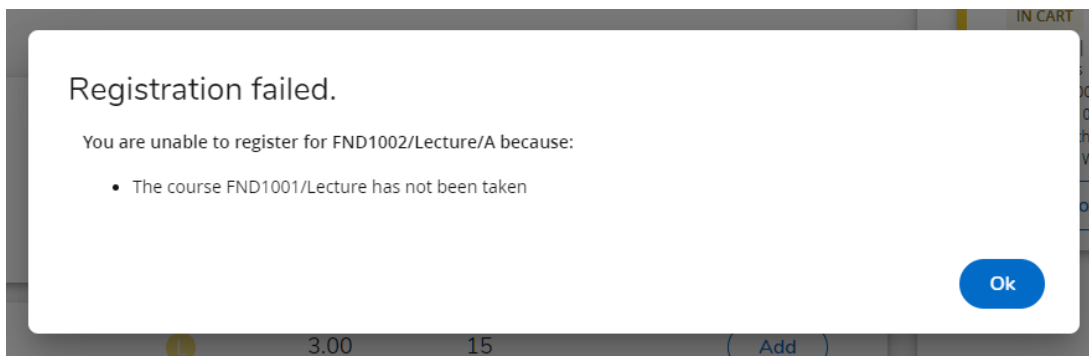 IN CART
Registration failed.
You are unable to register for FND1002/Lecture/A because:
• The course FND1001/Lecture has not been taken
Ok
L 3.00 15 Add